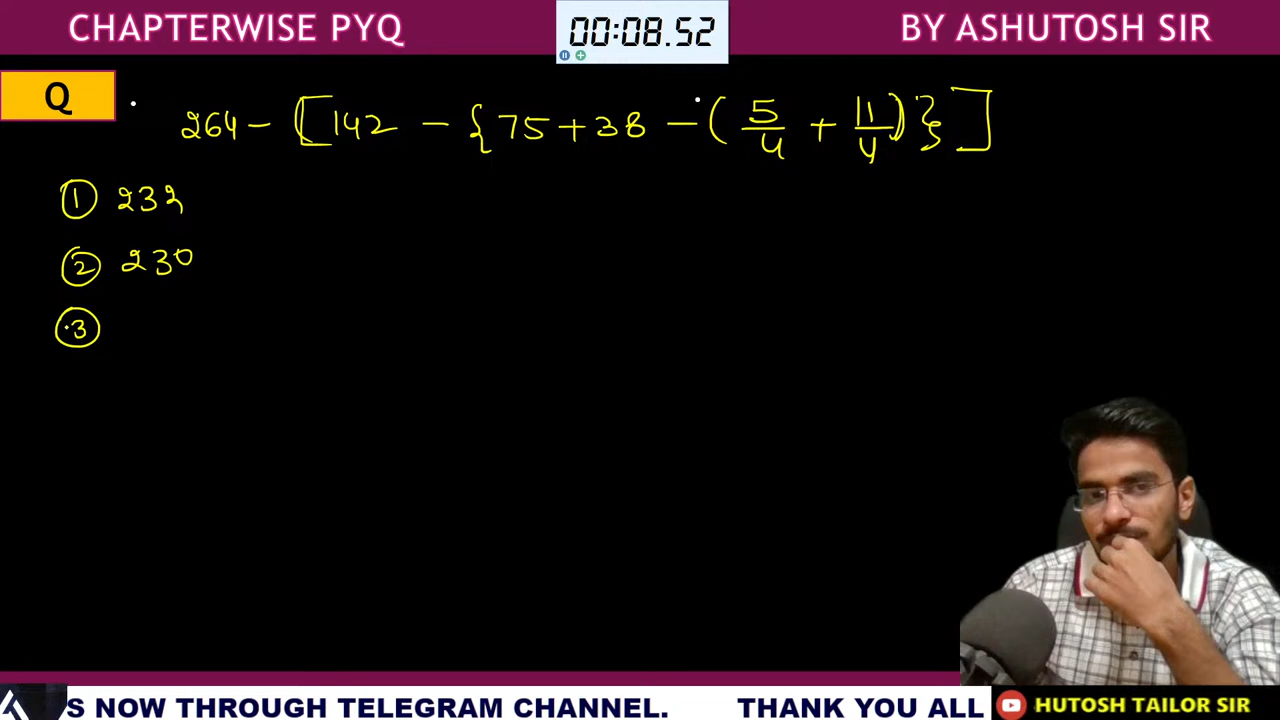 CHAPTERWISE PYQ
00:08.52
BY ASHUTOSH SIR
Q
264 - [142 - {75 + 38 - (5/4 + 11/4)}]
① 232
② 230
③
S NOW THROUGH TELEGRAM CHANNEL. THANK YOU ALL
HUTOSH TAILOR SIR